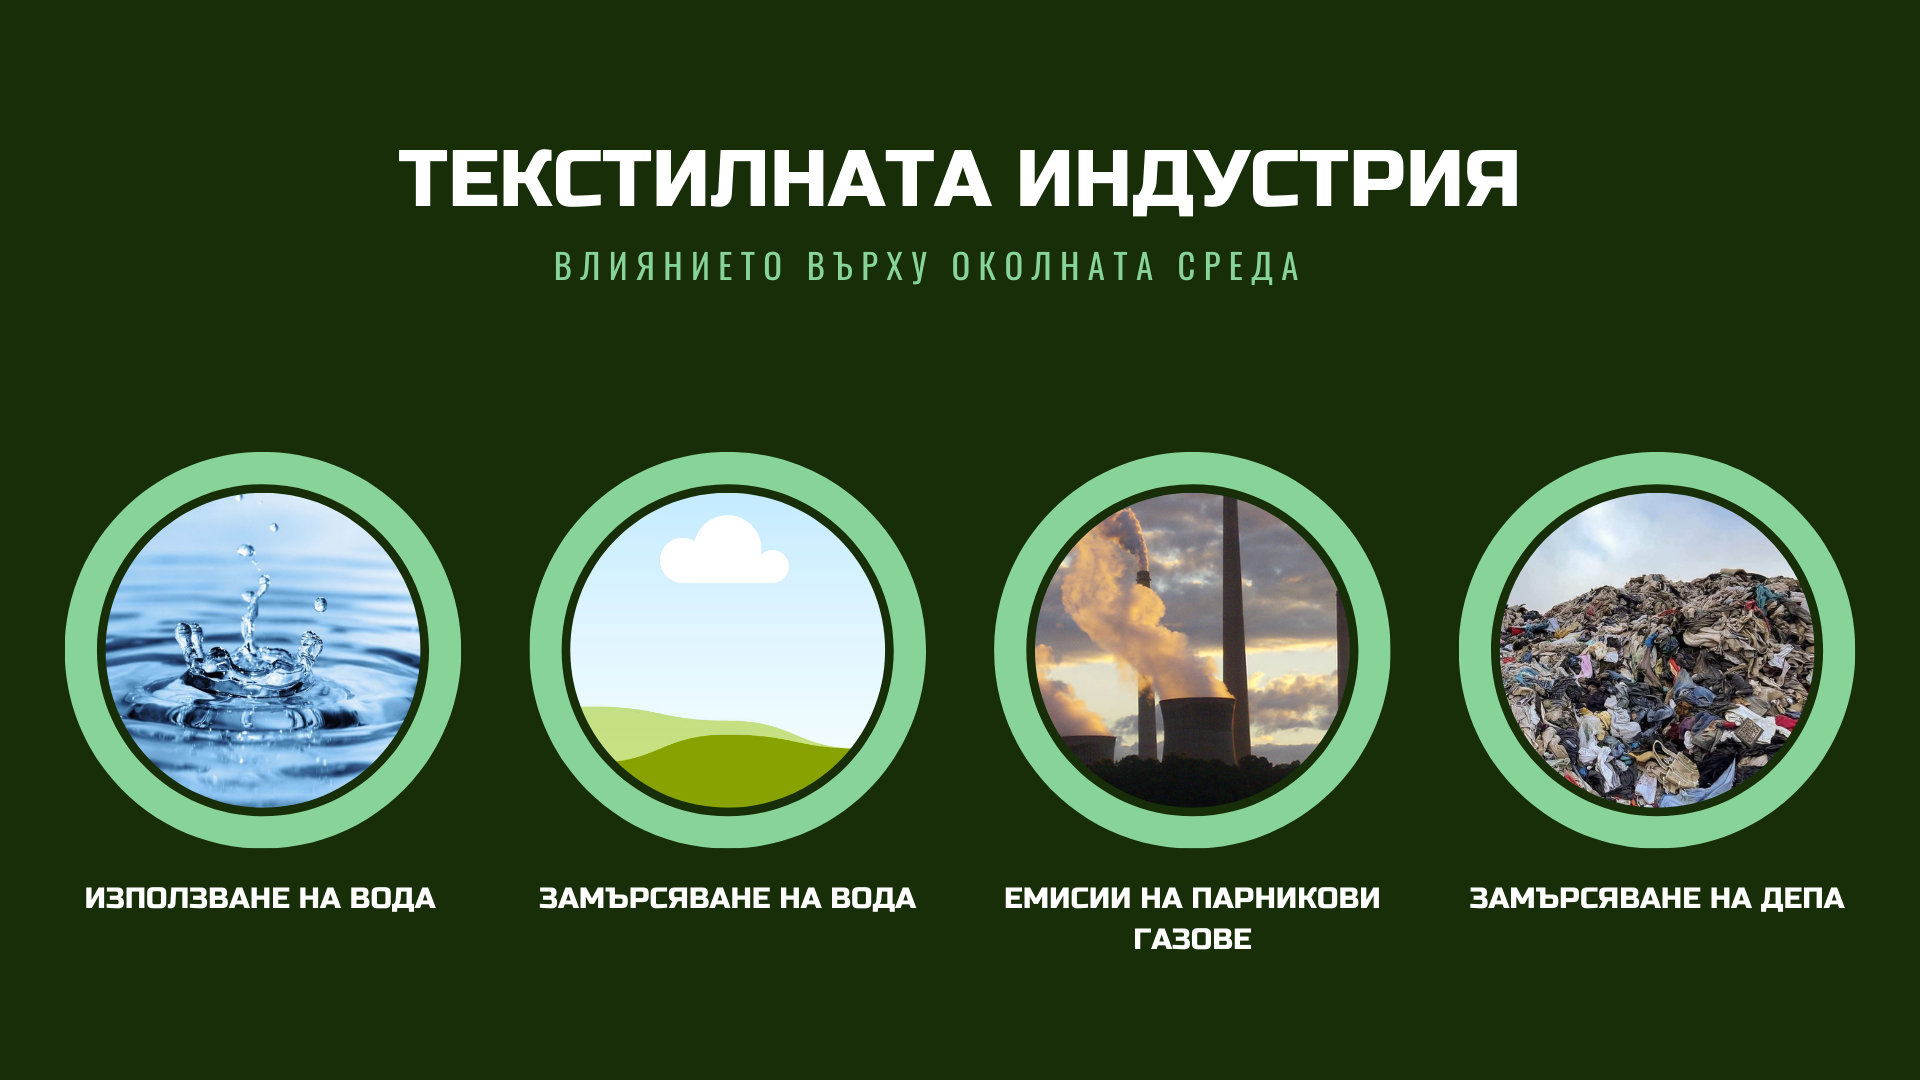 ТЕКСТИЛНАТА ИНДУСТРИЯ
ВЛИЯНИЕТО ВЪРХУ ОКОЛНАТА СРЕДА
ИЗПОЛЗВАНЕ НА ВОДА
ЗАМЪРСЯВАНЕ НА ВОДА
ЕМИСИИ НА ПАРНИКОВИ
ГАЗОВЕ
ЗАМЪРСЯВАНЕ НА ДЕПА